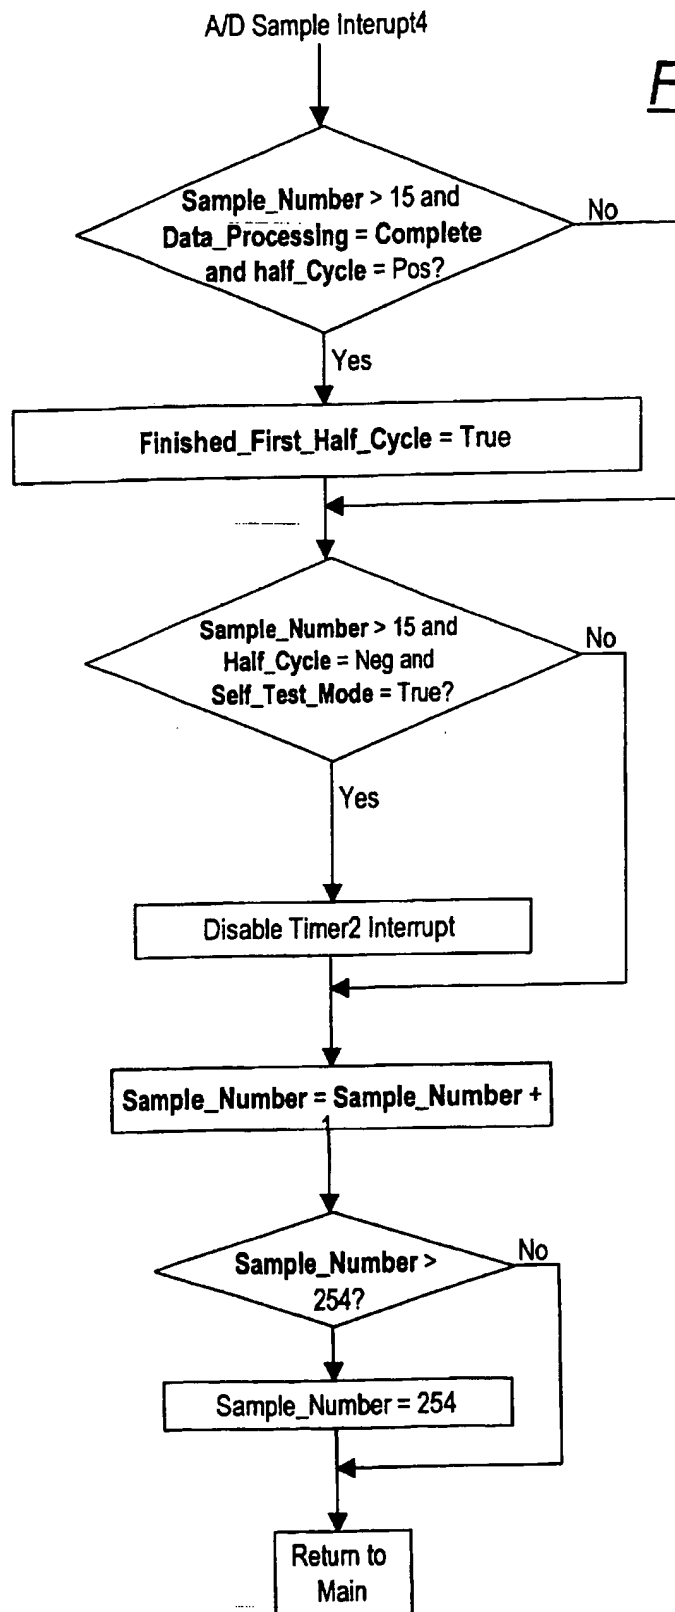 A/D Sample Interupt4
F
Sample_Number > 15 and
Data_Processing = Complete
and half_Cycle = Pos?
No
Yes
Finished_First_Half_Cycle = True
Sample_Number > 15 and
Half_Cycle = Neg and
Self_Test_Mode = True?
No
Yes
Disable Timer2 Interrupt
Sample_Number = Sample_Number +
1
Sample_Number >
254?
No
Sample_Number = 254
Return to
Main